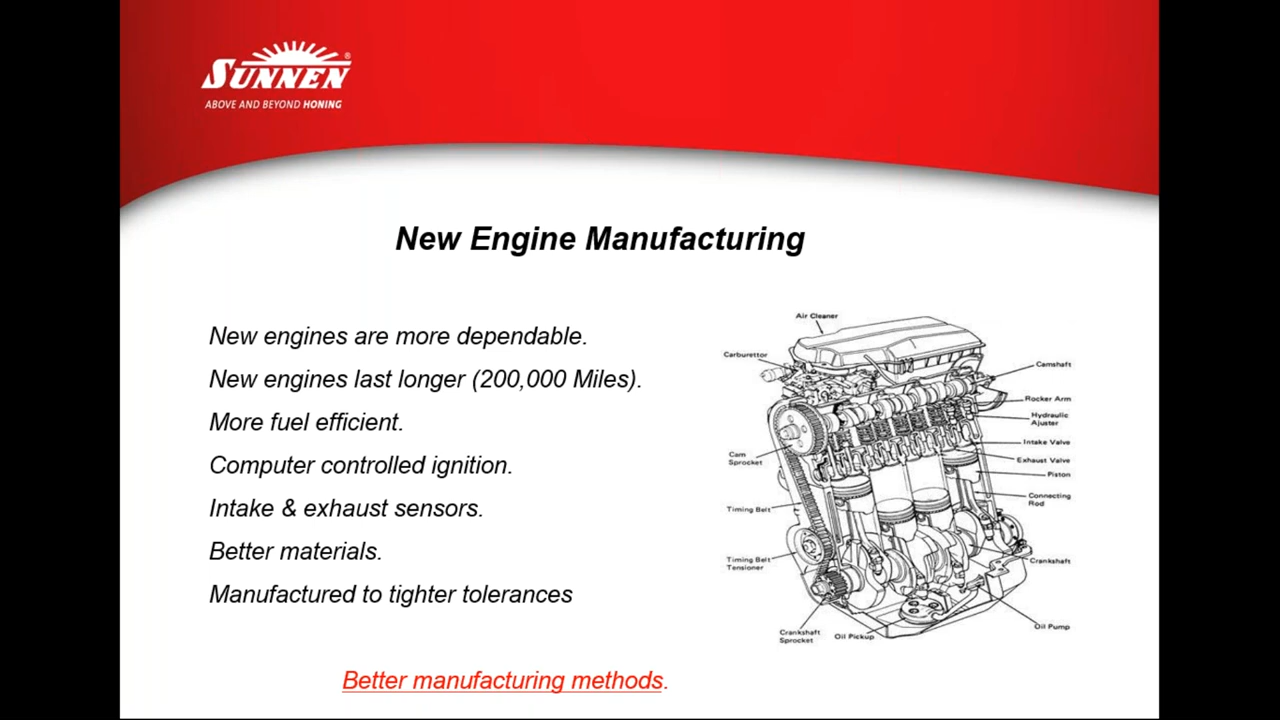 SUNNEN®
ABOVE AND BEYOND HONING
New Engine Manufacturing
New engines are more dependable.
New engines last longer (200,000 Miles).
More fuel efficient.
Computer controlled ignition.
Intake & exhaust sensors.
Better materials.
Manufactured to tighter tolerances
Better manufacturing methods.
Air Cleaner
Carburettor
Camshaft
Rocker Arm
Hydraulic
Ajuster
Intake Valve
Exhaust Valve
Piston
Connecting
Rod
Crankshaft
Oil Pump
Cam
Sprocket
Timing Belt
Timing Belt
Tensioner
Crankshaft
Sprocket
Oil Pickup